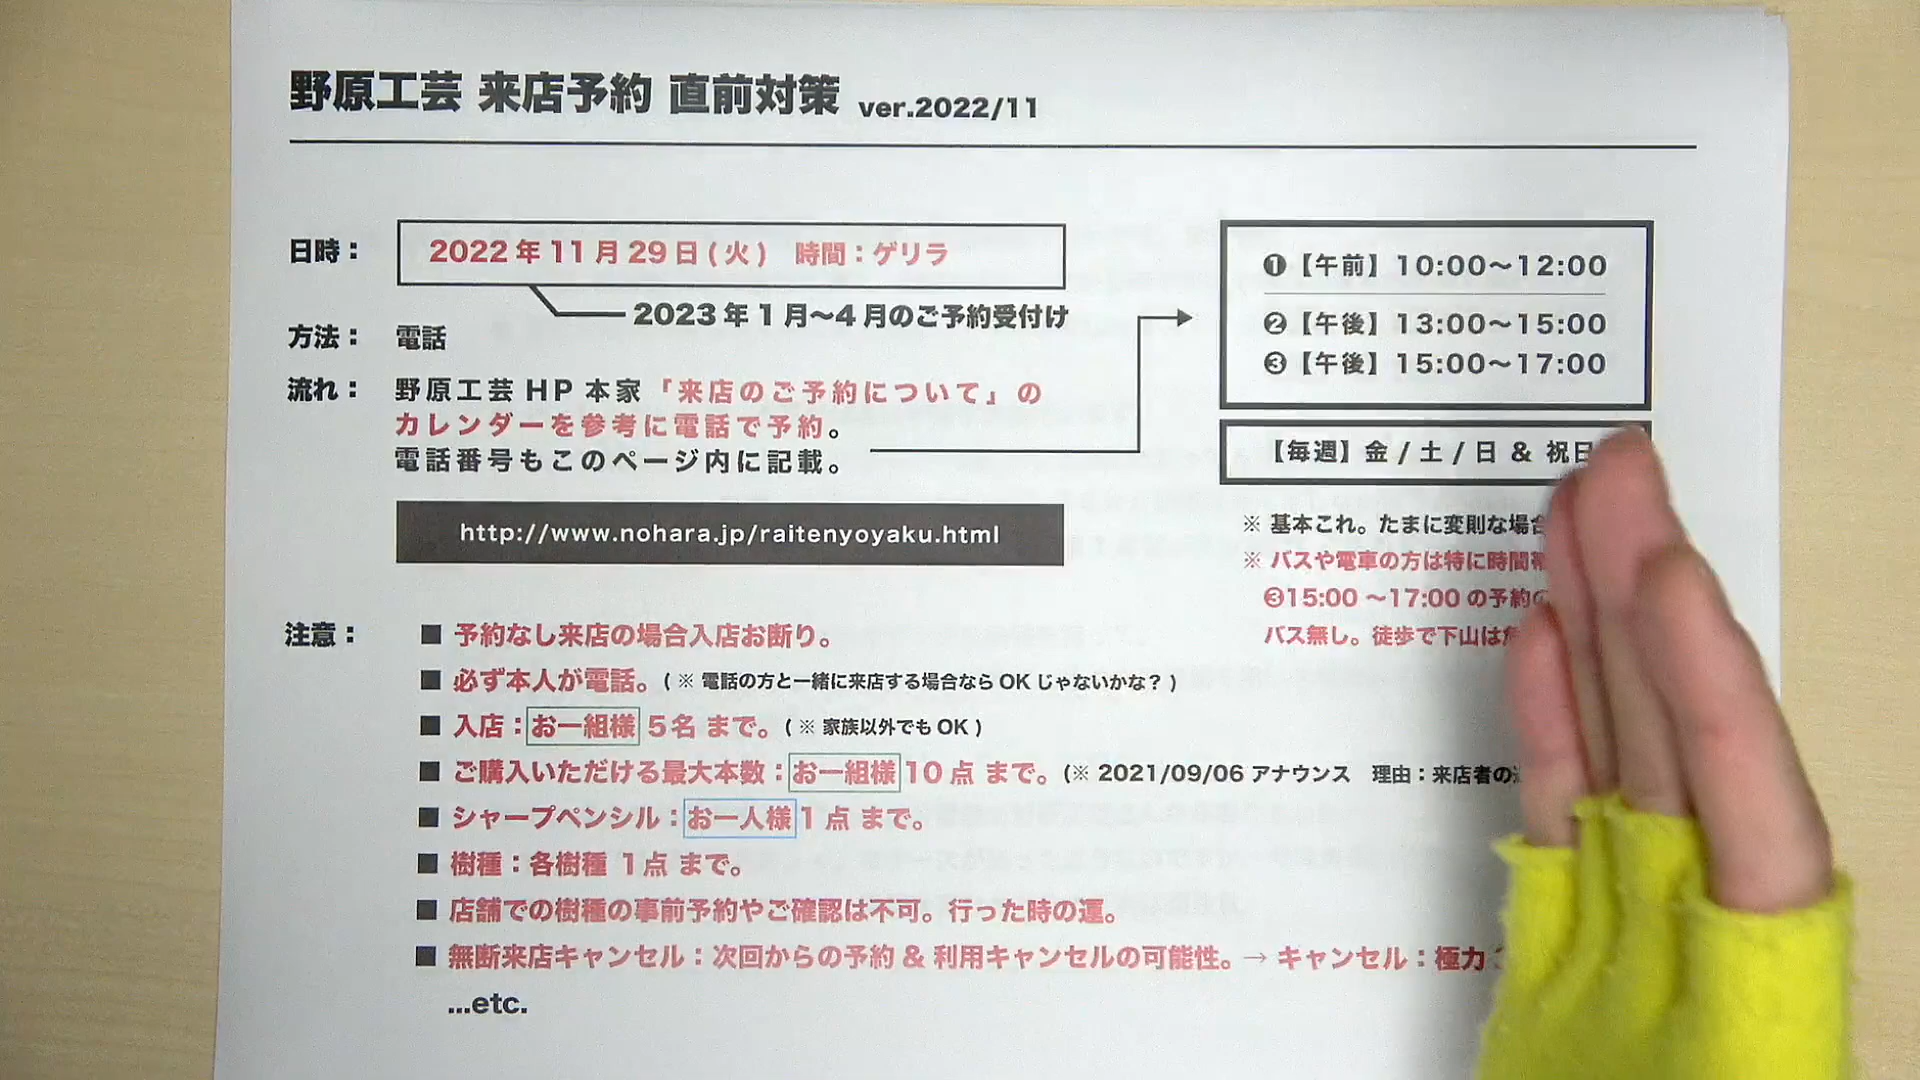 野原工芸 来店予約 直前対策 ver.2022/11
日時： 2022年11月29日(火) 時間：ゲリラ
2023年1月〜4月のご予約受付け
方法： 電話
流れ： 野原工芸HP本家「来店のご予約について」の
カレンダーを参考に電話で予約。
電話番号もこのページ内に記載。
http://www.nohara.jp/raitenyoyaku.html
❶【午前】10:00〜12:00
❷【午後】13:00〜15:00
❸【午後】15:00〜17:00
【毎週】金/土/日 & 祝日
※ 基本これ。たまに変則な場合
※ バスや電車の方は特に時間
❸15:00〜17:00の予約
バス無し。徒歩で下山は
注意： ■ 予約なし来店の場合入店お断り。
■ 必ず本人が電話。(※ 電話の方と一緒に来店する場合ならOKじゃないかな？)
■ 入店：お一組様 5名 まで。(※ 家族以外でもOK)
■ ご購入いただける最大本数：お一組様 10点 まで。(※ 2021/09/06 アナウンス 理由：来店者の
■ シャープペンシル：お一人様 1点 まで。
■ 樹種：各樹種 1点 まで。
■ 店舗での樹種の事前予約やご確認は不可。行った時の運。
■ 無断来店キャンセル：次回からの予約 & 利用キャンセルの可能性。→ キャンセル：極力
...etc.